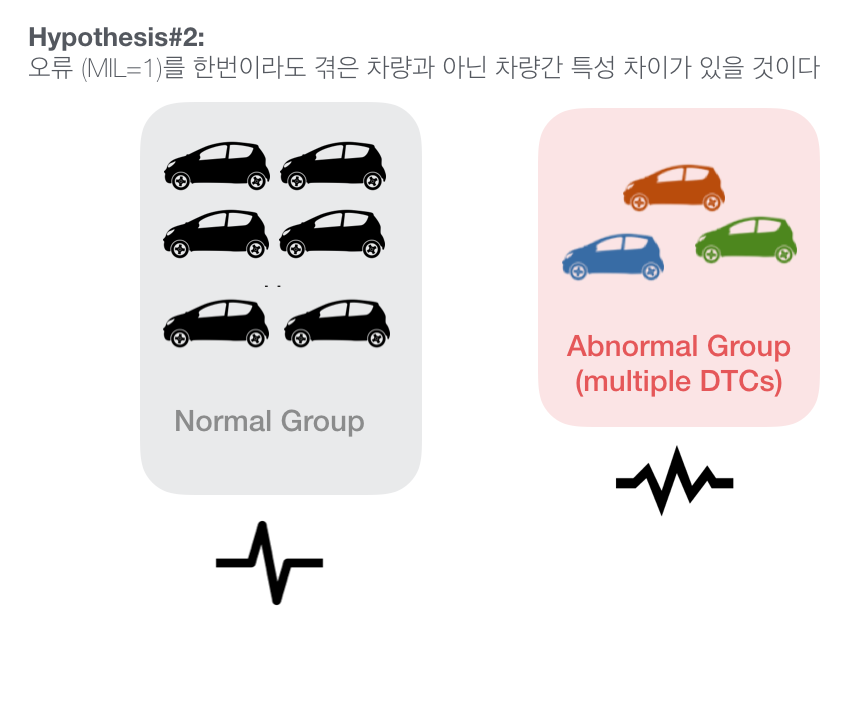 Hypothesis#2:
오류 (MIL=1)를 한번이라도 겪은 차량과 아닌 차량간 특성 차이가 있을 것이다
..
Normal Group
Abnormal Group
(multiple DTCs)